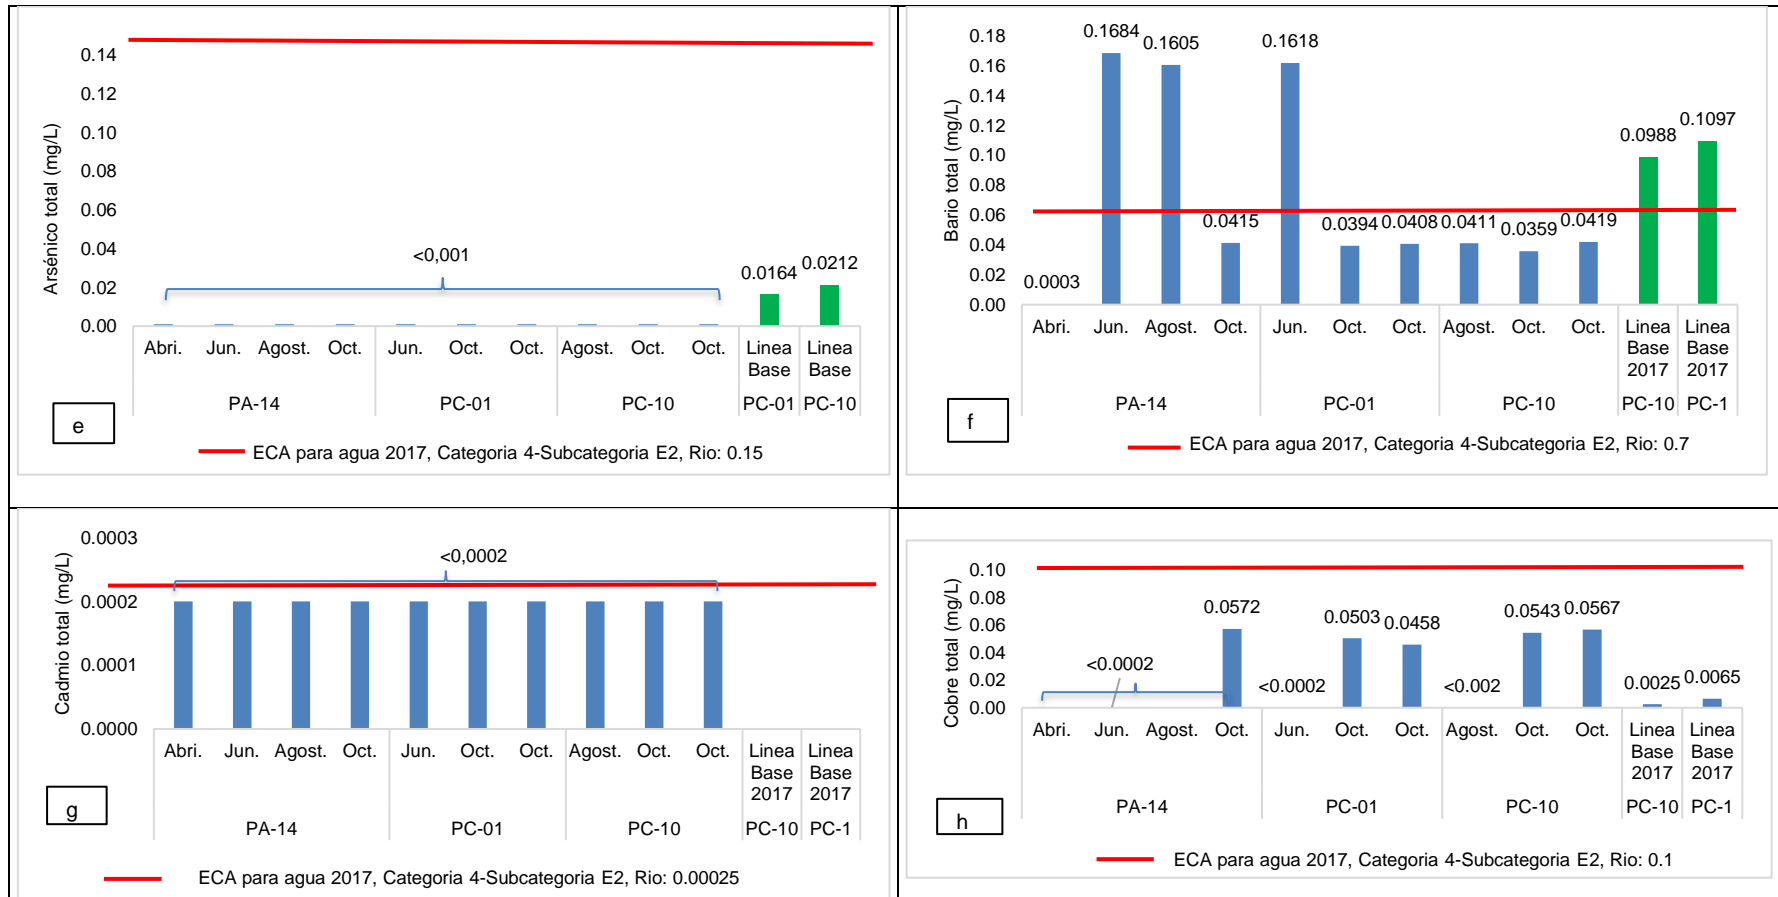 Arsénico total (mg/L)
0.14
0.12
0.10
0.08
0.06
0.04
0.02
0.00
<0,001
0.0164
0.0212
Abri. Jun. Agost. Oct. Jun. Oct. Oct. Agost. Oct. Oct. Linea Linea
Base Base
PA-14 PC-01 PC-10 PC-01 PC-10
e
ECA para agua 2017, Categoria 4-Subcategoria E2, Rio: 0.15
Bario total (mg/L)
0.18
0.16
0.14
0.12
0.10
0.08
0.06
0.04
0.02
0.00
0.0003
0.1684
0.1605
0.0415
0.1618
0.0394
0.0408
0.0411
0.0359
0.0419
0.0988
0.1097
Abri. Jun. Agost. Oct. Jun. Oct. Oct. Agost. Oct. Oct. Linea Linea
Base Base
2017 2017
PA-14 PC-01 PC-10 PC-10 PC-1
f
ECA para agua 2017, Categoria 4-Subcategoria E2, Rio: 0.7
Cadmio total (mg/L)
0.0003
0.0002
0.0001
0.0000
<0,0002
Abri. Jun. Agost. Oct. Jun. Oct. Oct. Agost. Oct. Oct. Linea Linea
Base Base
2017 2017
PA-14 PC-01 PC-10 PC-10 PC-1
g
ECA para agua 2017, Categoria 4-Subcategoria E2, Rio: 0.00025
Cobre total (mg/L)
0.10
0.08
0.06
0.04
0.02
0.00
<0.0002
0.0572
<0.0002
0.0503
0.0458
<0.002
0.0543
0.0567
0.0025
0.0065
Abri. Jun. Agost. Oct. Jun. Oct. Oct. Agost. Oct. Oct. Linea Linea
Base Base
2017 2017
PA-14 PC-01 PC-10 PC-10 PC-1
h
ECA para agua 2017, Categoria 4-Subcategoria E2, Rio: 0.1